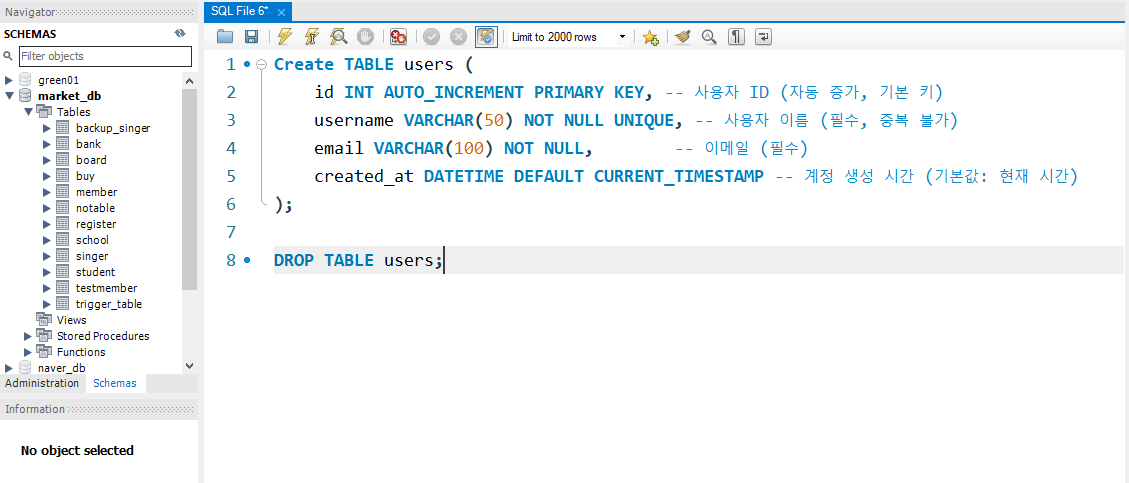 Navigator
SCHEMAS
Filter objects
green01
market_db
Tables
backup_singer
bank
board
buy
member
notable
register
school
singer
student
testmember
trigger_table
Views
Stored Procedures
Functions
naver_db
Administration Schemas
Information
No object selected
SQL File 6*
Limit to 2000 rows
1 Create TABLE users (
2 id INT AUTO_INCREMENT PRIMARY KEY, -- 사용자 ID (자동 증가, 기본 키)
3 username VARCHAR(50) NOT NULL UNIQUE, -- 사용자 이름 (필수, 중복 불가)
4 email VARCHAR(100) NOT NULL, -- 이메일 (필수)
5 created_at DATETIME DEFAULT CURRENT_TIMESTAMP -- 계정 생성 시간 (기본값: 현재 시간)
6 );
7
8 DROP TABLE users;